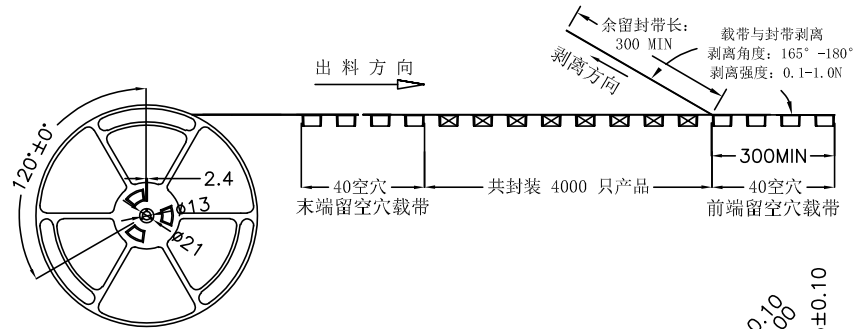 余留封带长:
300 MIN
载带与封带剥离
剥离角度: 165° -180°
剥离强度: 0.1-1.0N
剥离方向
出料方向
120°±0°
2.4
ø13
ø21
300MIN
40空穴
共封装 4000 只产品
40空穴
末端留空穴载带
前端留空穴载带
±0.10